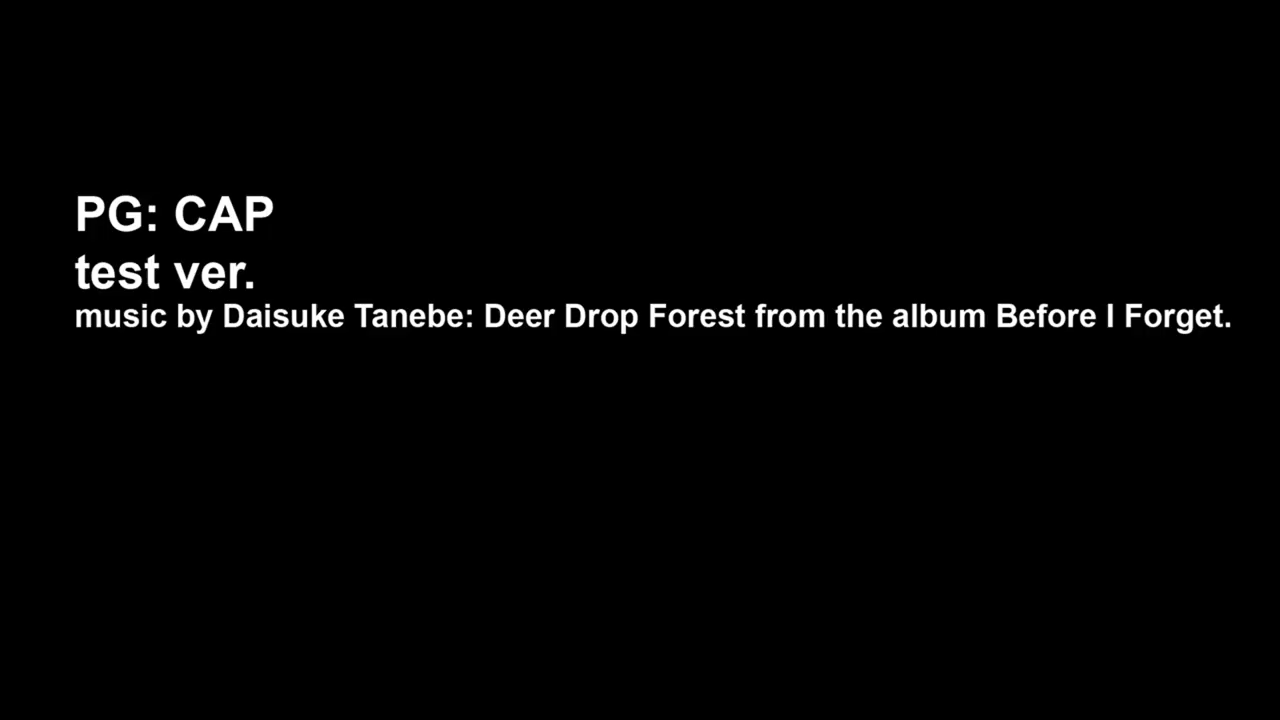 PG: CAP
test ver.
music by Daisuke Tanebe: Deer Drop Forest from the album Before I Forget.